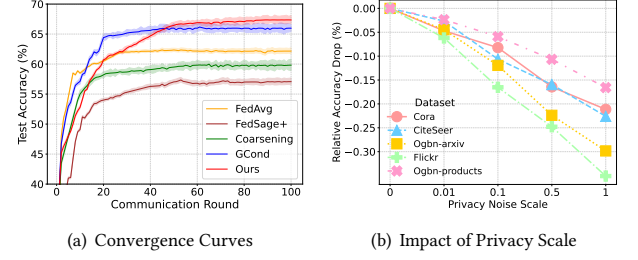 70
65
60
55
50
45
40
Test Accuracy (%)
0 20 40 60 80 100
Communication Round
FedAvg
FedSage+
Coarsening
GCond
Ours
(a) Convergence Curves
0.00
−0.05
−0.10
−0.15
−0.20
−0.25
−0.30
Relative Accuracy Drop (%)
Dataset
Cora
CiteSeer
Ogbn-arxiv
Flickr
Ogbn-products
0 0.01 0.1 0.5 1
Privacy Noise Scale
(b) Impact of Privacy Scale